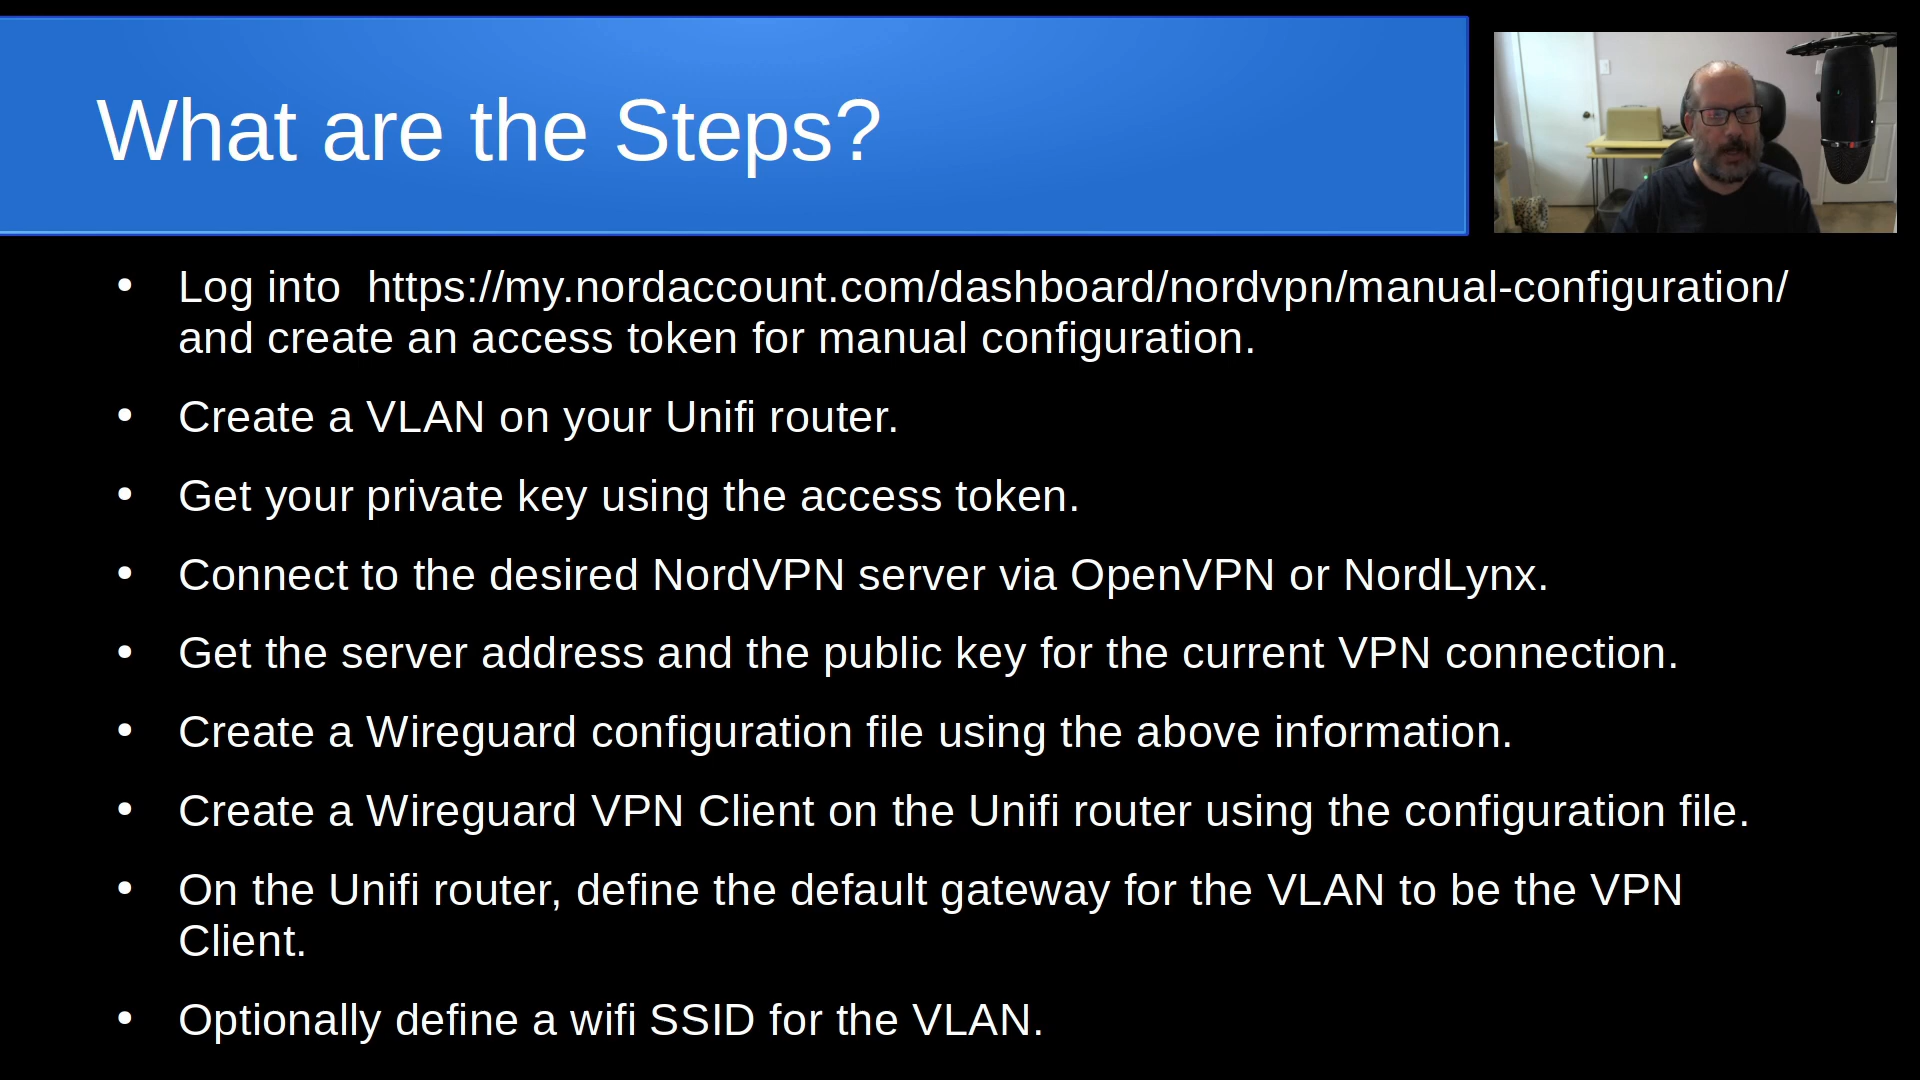 What are the Steps?
• Log into  https://my.nordaccount.com/dashboard/nordvpn/manual-configuration/
and create an access token for manual configuration.
• Create a VLAN on your Unifi router.
• Get your private key using the access token.
• Connect to the desired NordVPN server via OpenVPN or NordLynx.
• Get the server address and the public key for the current VPN connection.
• Create a Wireguard configuration file using the above information.
• Create a Wireguard VPN Client on the Unifi router using the configuration file.
• On the Unifi router, define the default gateway for the VLAN to be the VPN
Client.
• Optionally define a wifi SSID for the VLAN.